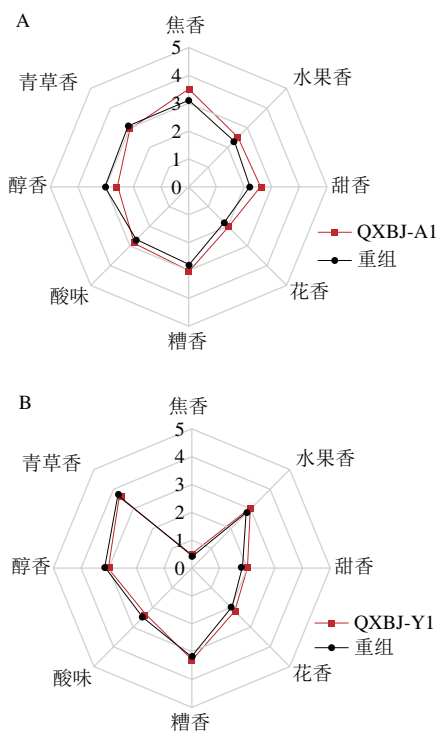 A
焦香
水果香
甜香
花香
糟香
酸味
醇香
青草香
5
4
3
2
1
0
QXBJ-A1
重组
B
焦香
水果香
甜香
花香
糟香
酸味
醇香
青草香
5
4
3
2
1
0
QXBJ-Y1
重组